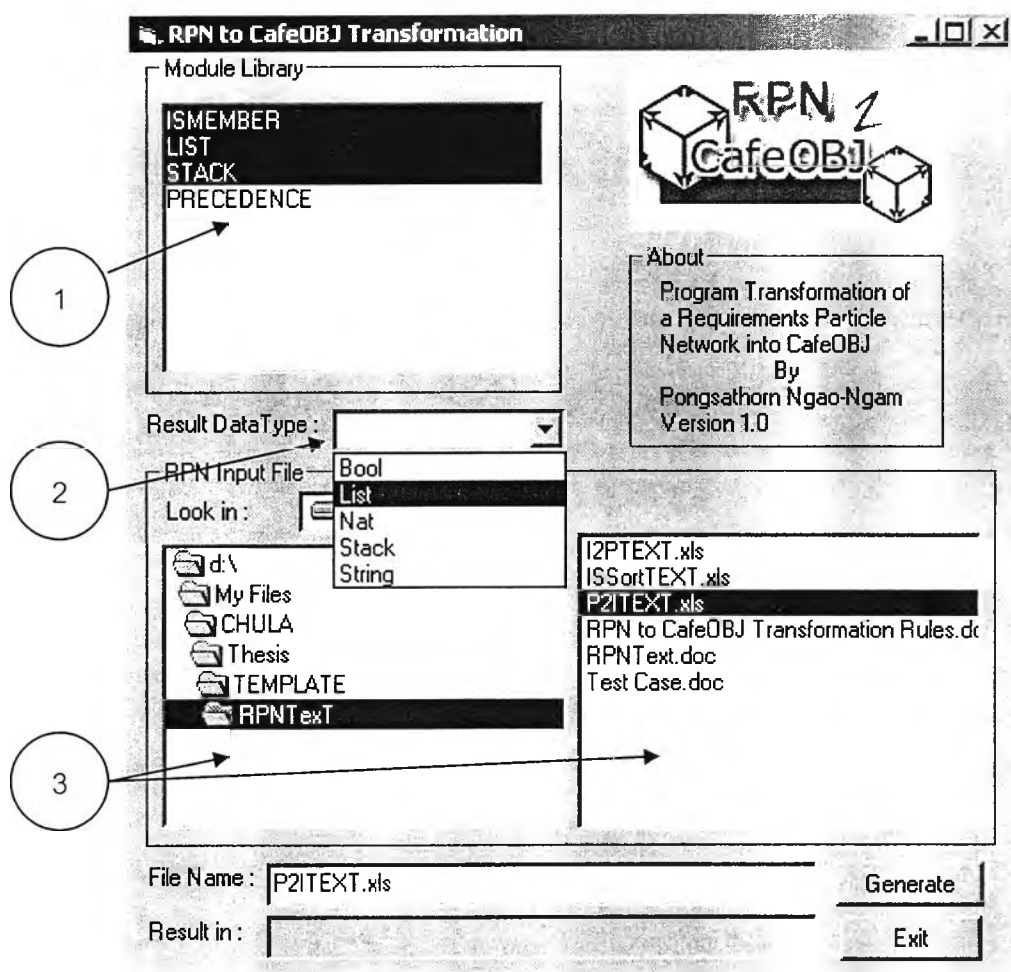 RPN to CafeOBJ Transformation
Module Library
ISMEMBER
LIST
STACK
PRECEDENCE
1
RPN 2
CafeOBJ
About
Program Transformation of
a Requirements Particle
Network into CafeOBJ
By
Pongsathorn Ngao-Ngam
Version 1.0
Result DataType :
2
Bool
List
Nat
Stack
String
RPN Input File
Look in :
d:\
My Files
CHULA
Thesis
TEMPLATE
RPNTexT
I2PTEXT.xls
ISSortTEXT.xls
P2ITEXT.xls
RPN to CafeOBJ Transformation Rules.dc
RPNText.doc
Test Case.doc
3
File Name : P2ITEXT.xls
Generate
Result in :
Exit